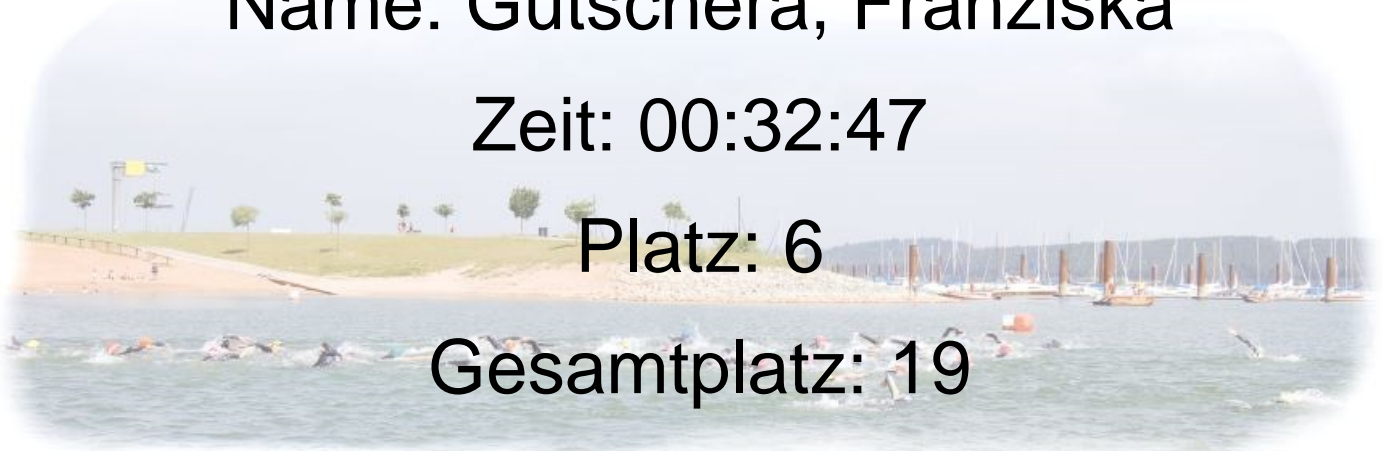 Name: Gutschera, Franziska
Zeit: 00:32:47
Platz: 6
Gesamtplatz: 19